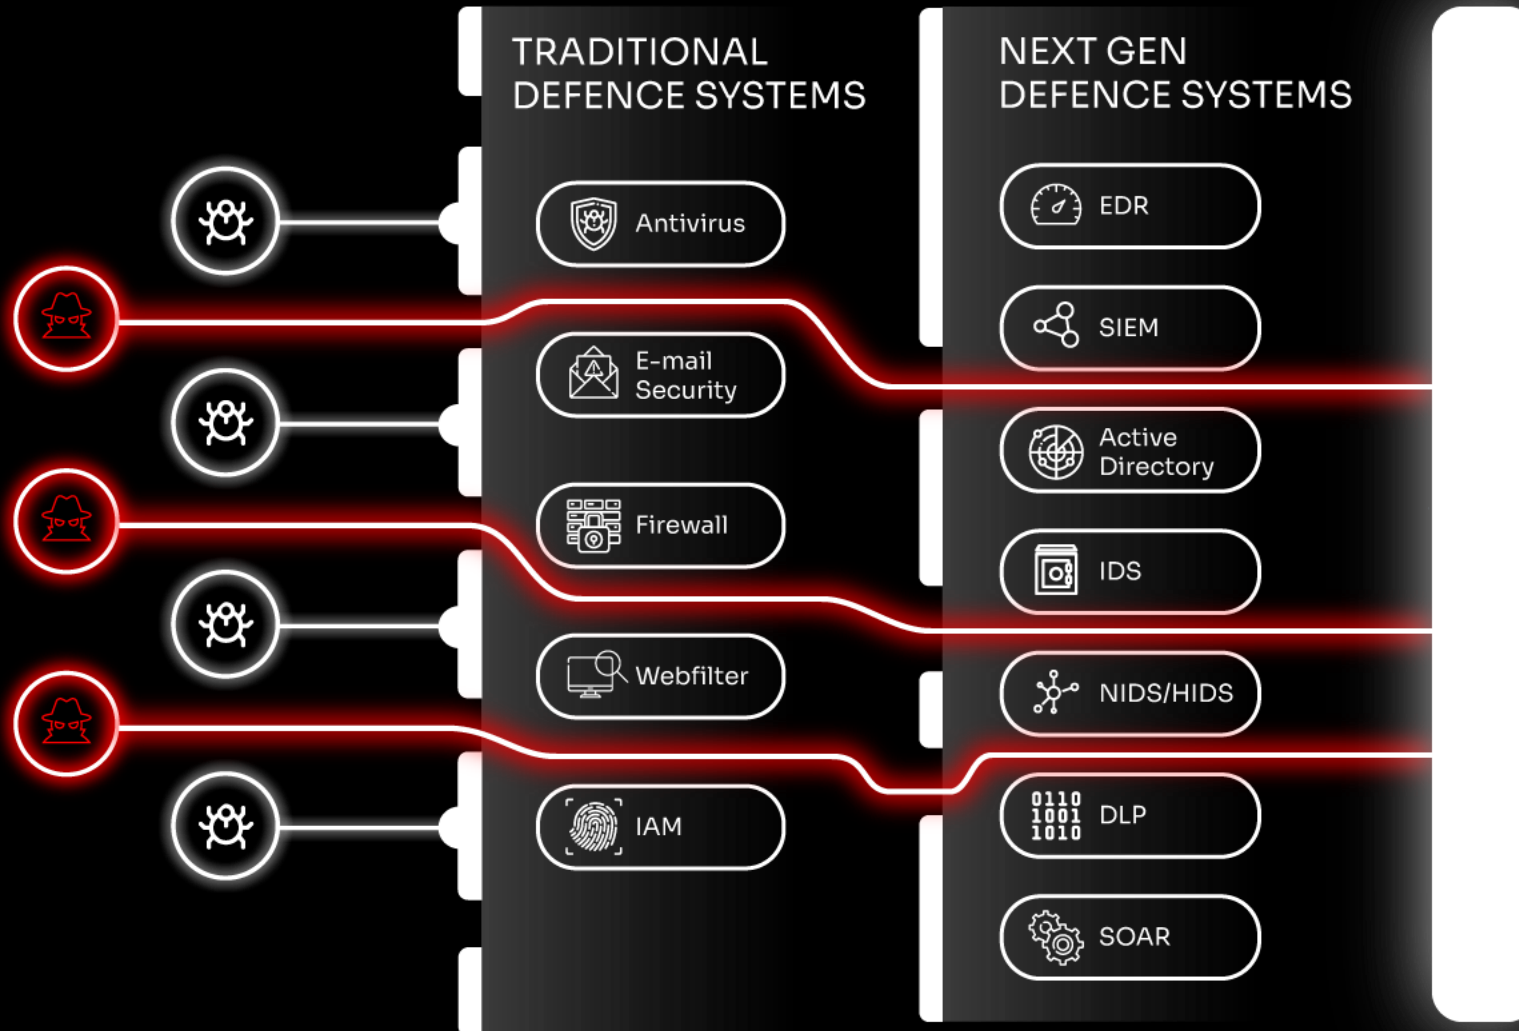 TRADITIONAL
DEFENCE SYSTEMS
Antivirus
E-mail
Security
Firewall
Webfilter
IAM
NEXT GEN
DEFENCE SYSTEMS
EDR
SIEM
Active
Directory
IDS
NIDS/HIDS
0110
1001
1010
DLP
SOAR